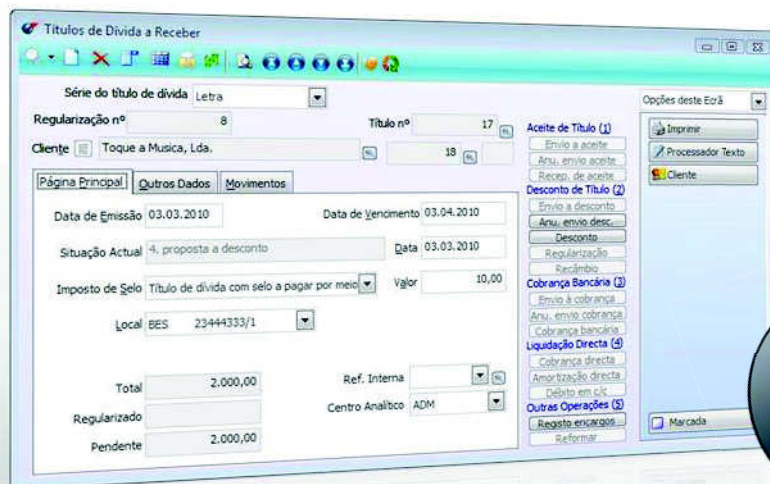 Títulos de Dívida a Receber
Série do título de dívida Letra
Opções deste Ecrã
Regularização nº 8 Título nº 17
Cliente Toque a Musica, Lda. 18
Imprimir
Processador Texto
Cliente
Página Principal Outros Dados Movimentos
Data de Emissão 03.03.2010 Data de Vencimento 03.04.2010
Situação Actual 4. proposta a desconto Data 03.03.2010
Imposto de Selo Título de dívida com selo a pagar por meio Valor 10,00
Local BES 23444333/1
Total 2.000,00 Ref. Interna
Regularizado Centro Analítico ADM
Pendente 2.000,00
Aceite de Título (1)
Envio a aceite
Anu. envio aceite
Recep. de aceite
Desconto de Título (2)
Envio a desconto
Anu. envio desc.
Desconto
Regularização
Recâmbio
Cobrança Bancária (3)
Envio à cobrança
Anu. envio cobrança
Cobrança bancária
Liquidação Directa (4)
Cobrança directa
Amortização directa
Débito em c/c
Outras Operações (5)
Registo encargos
Reformar
Marcada